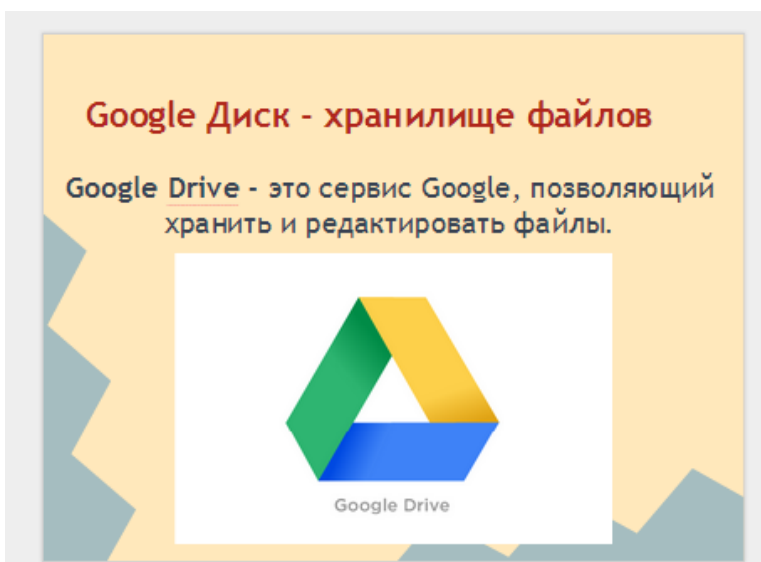 Google Диск - хранилище файлов
Google Drive - это сервис Google, позволяющий
хранить и редактировать файлы.
Google Drive